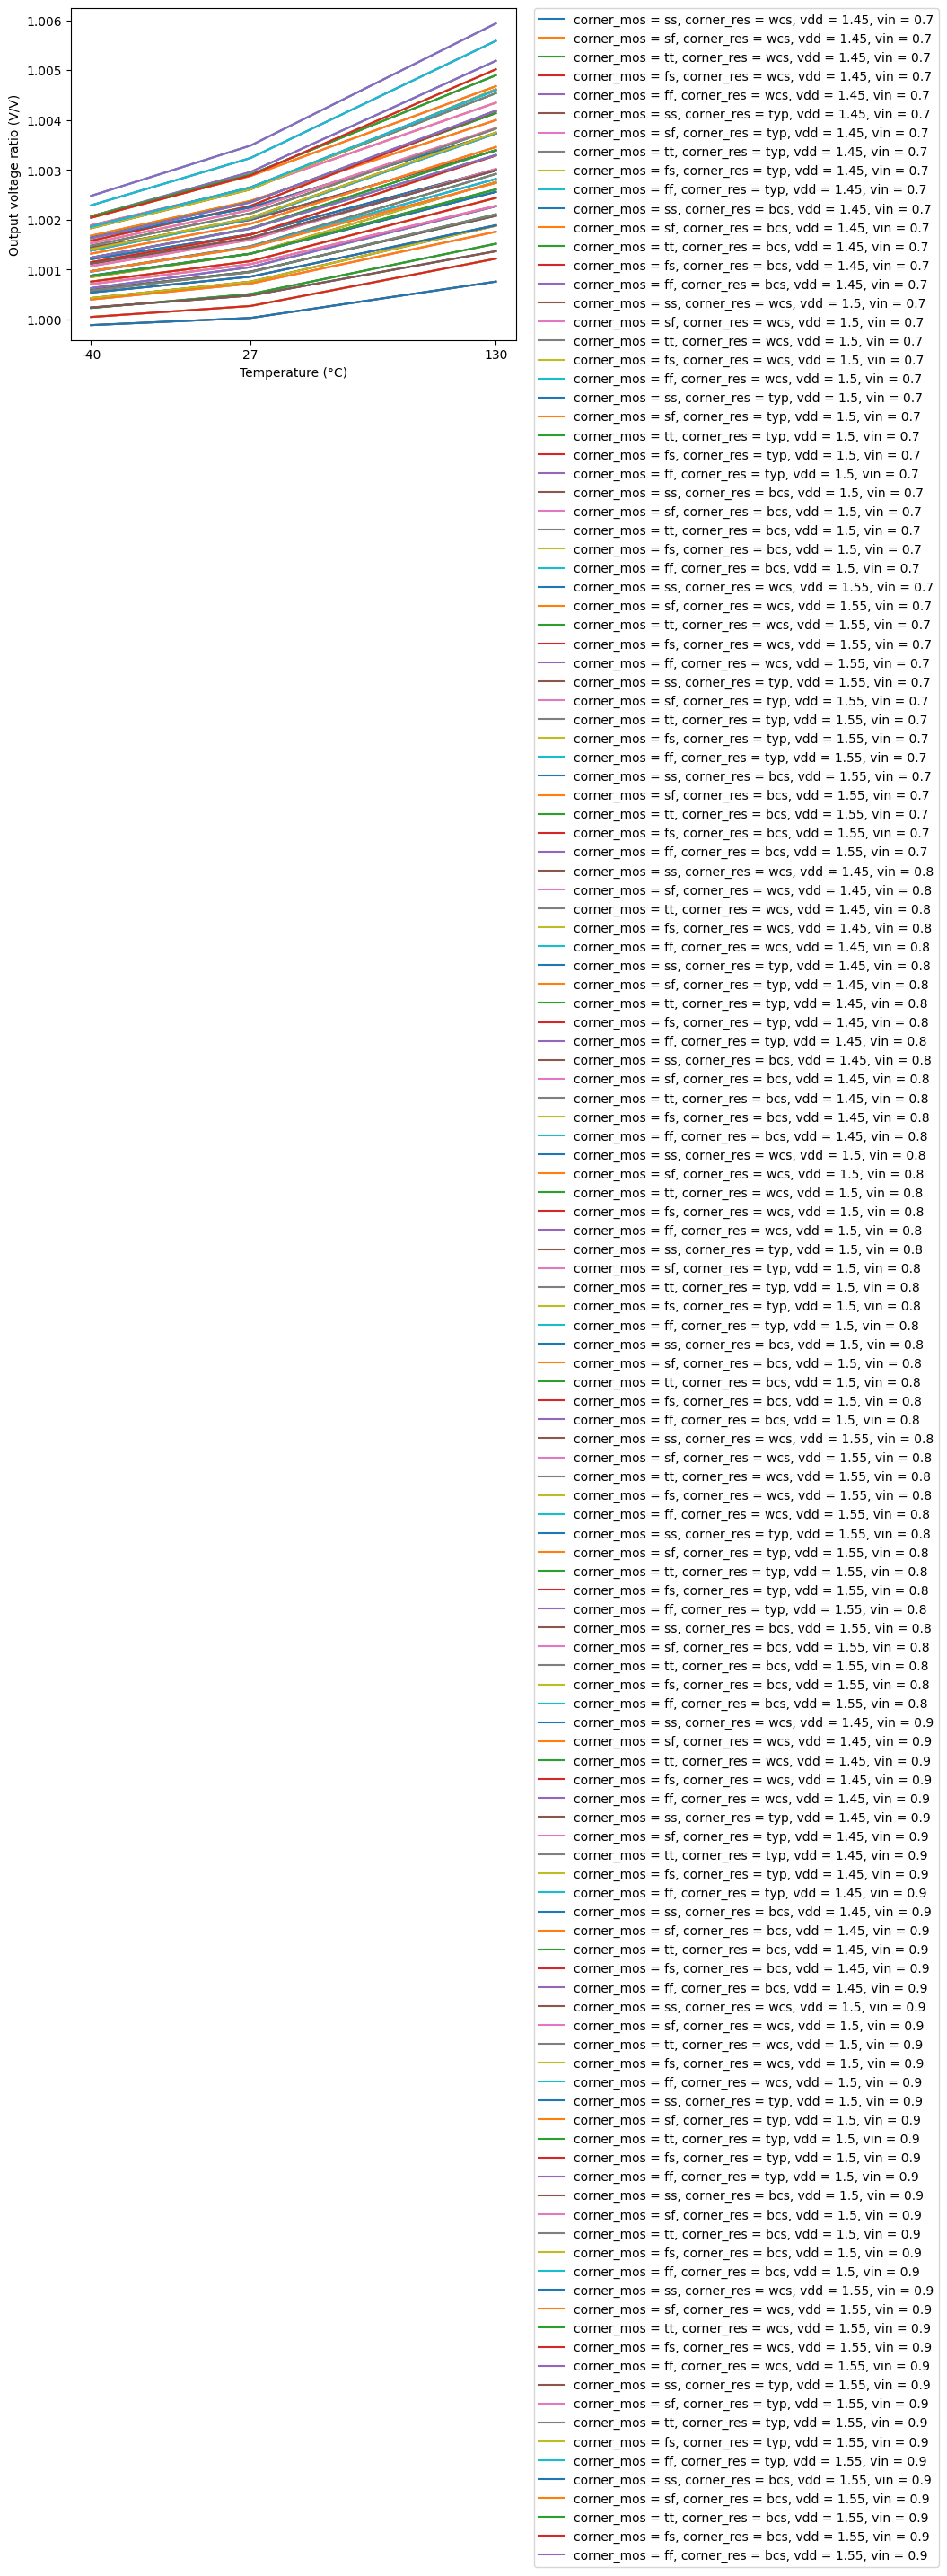 1.006
1.005
1.004
1.003
1.002
1.001
1.000
Output voltage ratio (V/V)
-40
27
130
Temperature (°C)
corner_mos = ss, corner_res = wcs, vdd = 1.45, vin = 0.7
corner_mos = sf, corner_res = wcs, vdd = 1.45, vin = 0.7
corner_mos = tt, corner_res = wcs, vdd = 1.45, vin = 0.7
corner_mos = fs, corner_res = wcs, vdd = 1.45, vin = 0.7
corner_mos = ff, corner_res = wcs, vdd = 1.45, vin = 0.7
corner_mos = ss, corner_res = typ, vdd = 1.45, vin = 0.7
corner_mos = sf, corner_res = typ, vdd = 1.45, vin = 0.7
corner_mos = tt, corner_res = typ, vdd = 1.45, vin = 0.7
corner_mos = fs, corner_res = typ, vdd = 1.45, vin = 0.7
corner_mos = ff, corner_res = typ, vdd = 1.45, vin = 0.7
corner_mos = ss, corner_res = bcs, vdd = 1.45, vin = 0.7
corner_mos = sf, corner_res = bcs, vdd = 1.45, vin = 0.7
corner_mos = tt, corner_res = bcs, vdd = 1.45, vin = 0.7
corner_mos = fs, corner_res = bcs, vdd = 1.45, vin = 0.7
corner_mos = ff, corner_res = bcs, vdd = 1.45, vin = 0.7
corner_mos = ss, corner_res = wcs, vdd = 1.5, vin = 0.7
corner_mos = sf, corner_res = wcs, vdd = 1.5, vin = 0.7
corner_mos = tt, corner_res = wcs, vdd = 1.5, vin = 0.7
corner_mos = fs, corner_res = wcs, vdd = 1.5, vin = 0.7
corner_mos = ff, corner_res = wcs, vdd = 1.5, vin = 0.7
corner_mos = ss, corner_res = typ, vdd = 1.5, vin = 0.7
corner_mos = sf, corner_res = typ, vdd = 1.5, vin = 0.7
corner_mos = tt, corner_res = typ, vdd = 1.5, vin = 0.7
corner_mos = fs, corner_res = typ, vdd = 1.5, vin = 0.7
corner_mos = ff, corner_res = typ, vdd = 1.5, vin = 0.7
corner_mos = ss, corner_res = bcs, vdd = 1.5, vin = 0.7
corner_mos = sf, corner_res = bcs, vdd = 1.5, vin = 0.7
corner_mos = tt, corner_res = bcs, vdd = 1.5, vin = 0.7
corner_mos = fs, corner_res = bcs, vdd = 1.5, vin = 0.7
corner_mos = ff, corner_res = bcs, vdd = 1.5, vin = 0.7
corner_mos = ss, corner_res = wcs, vdd = 1.55, vin = 0.7
corner_mos = sf, corner_res = wcs, vdd = 1.55, vin = 0.7
corner_mos = tt, corner_res = wcs, vdd = 1.55, vin = 0.7
corner_mos = fs, corner_res = wcs, vdd = 1.55, vin = 0.7
corner_mos = ff, corner_res = wcs, vdd = 1.55, vin = 0.7
corner_mos = ss, corner_res = typ, vdd = 1.55, vin = 0.7
corner_mos = sf, corner_res = typ, vdd = 1.55, vin = 0.7
corner_mos = tt, corner_res = typ, vdd = 1.55, vin = 0.7
corner_mos = fs, corner_res = typ, vdd = 1.55, vin = 0.7
corner_mos = ff, corner_res = typ, vdd = 1.55, vin = 0.7
corner_mos = ss, corner_res = bcs, vdd = 1.55, vin = 0.7
corner_mos = sf, corner_res = bcs, vdd = 1.55, vin = 0.7
corner_mos = tt, corner_res = bcs, vdd = 1.55, vin = 0.7
corner_mos = fs, corner_res = bcs, vdd = 1.55, vin = 0.7
corner_mos = ff, corner_res = bcs, vdd = 1.55, vin = 0.7
corner_mos = ss, corner_res = wcs, vdd = 1.45, vin = 0.8
corner_mos = sf, corner_res = wcs, vdd = 1.45, vin = 0.8
corner_mos = tt, corner_res = wcs, vdd = 1.45, vin = 0.8
corner_mos = fs, corner_res = wcs, vdd = 1.45, vin = 0.8
corner_mos = ff, corner_res = wcs, vdd = 1.45, vin = 0.8
corner_mos = ss, corner_res = typ, vdd = 1.45, vin = 0.8
corner_mos = sf, corner_res = typ, vdd = 1.45, vin = 0.8
corner_mos = tt, corner_res = typ, vdd = 1.45, vin = 0.8
corner_mos = fs, corner_res = typ, vdd = 1.45, vin = 0.8
corner_mos = ff, corner_res = typ, vdd = 1.45, vin = 0.8
corner_mos = ss, corner_res = bcs, vdd = 1.45, vin = 0.8
corner_mos = sf, corner_res = bcs, vdd = 1.45, vin = 0.8
corner_mos = tt, corner_res = bcs, vdd = 1.45, vin = 0.8
corner_mos = fs, corner_res = bcs, vdd = 1.45, vin = 0.8
corner_mos = ff, corner_res = bcs, vdd = 1.45, vin = 0.8
corner_mos = ss, corner_res = wcs, vdd = 1.5, vin = 0.8
corner_mos = sf, corner_res = wcs, vdd = 1.5, vin = 0.8
corner_mos = tt, corner_res = wcs, vdd = 1.5, vin = 0.8
corner_mos = fs, corner_res = wcs, vdd = 1.5, vin = 0.8
corner_mos = ff, corner_res = wcs, vdd = 1.5, vin = 0.8
corner_mos = ss, corner_res = typ, vdd = 1.5, vin = 0.8
corner_mos = sf, corner_res = typ, vdd = 1.5, vin = 0.8
corner_mos = tt, corner_res = typ, vdd = 1.5, vin = 0.8
corner_mos = fs, corner_res = typ, vdd = 1.5, vin = 0.8
corner_mos = ff, corner_res = typ, vdd = 1.5, vin = 0.8
corner_mos = ss, corner_res = bcs, vdd = 1.5, vin = 0.8
corner_mos = sf, corner_res = bcs, vdd = 1.5, vin = 0.8
corner_mos = tt, corner_res = bcs, vdd = 1.5, vin = 0.8
corner_mos = fs, corner_res = bcs, vdd = 1.5, vin = 0.8
corner_mos = ff, corner_res = bcs, vdd = 1.5, vin = 0.8
corner_mos = ss, corner_res = wcs, vdd = 1.55, vin = 0.8
corner_mos = sf, corner_res = wcs, vdd = 1.55, vin = 0.8
corner_mos = tt, corner_res = wcs, vdd = 1.55, vin = 0.8
corner_mos = fs, corner_res = wcs, vdd = 1.55, vin = 0.8
corner_mos = ff, corner_res = wcs, vdd = 1.55, vin = 0.8
corner_mos = ss, corner_res = typ, vdd = 1.55, vin = 0.8
corner_mos = sf, corner_res = typ, vdd = 1.55, vin = 0.8
corner_mos = tt, corner_res = typ, vdd = 1.55, vin = 0.8
corner_mos = fs, corner_res = typ, vdd = 1.55, vin = 0.8
corner_mos = ff, corner_res = typ, vdd = 1.55, vin = 0.8
corner_mos = ss, corner_res = bcs, vdd = 1.55, vin = 0.8
corner_mos = sf, corner_res = bcs, vdd = 1.55, vin = 0.8
corner_mos = tt, corner_res = bcs, vdd = 1.55, vin = 0.8
corner_mos = fs, corner_res = bcs, vdd = 1.55, vin = 0.8
corner_mos = ff, corner_res = bcs, vdd = 1.55, vin = 0.8
corner_mos = ss, corner_res = wcs, vdd = 1.45, vin = 0.9
corner_mos = sf, corner_res = wcs, vdd = 1.45, vin = 0.9
corner_mos = tt, corner_res = wcs, vdd = 1.45, vin = 0.9
corner_mos = fs, corner_res = wcs, vdd = 1.45, vin = 0.9
corner_mos = ff, corner_res = wcs, vdd = 1.45, vin = 0.9
corner_mos = ss, corner_res = typ, vdd = 1.45, vin = 0.9
corner_mos = sf, corner_res = typ, vdd = 1.45, vin = 0.9
corner_mos = tt, corner_res = typ, vdd = 1.45, vin = 0.9
corner_mos = fs, corner_res = typ, vdd = 1.45, vin = 0.9
corner_mos = ff, corner_res = typ, vdd = 1.45, vin = 0.9
corner_mos = ss, corner_res = bcs, vdd = 1.45, vin = 0.9
corner_mos = sf, corner_res = bcs, vdd = 1.45, vin = 0.9
corner_mos = tt, corner_res = bcs, vdd = 1.45, vin = 0.9
corner_mos = fs, corner_res = bcs, vdd = 1.45, vin = 0.9
corner_mos = ff, corner_res = bcs, vdd = 1.45, vin = 0.9
corner_mos = ss, corner_res = wcs, vdd = 1.5, vin = 0.9
corner_mos = sf, corner_res = wcs, vdd = 1.5, vin = 0.9
corner_mos = tt, corner_res = wcs, vdd = 1.5, vin = 0.9
corner_mos = fs, corner_res = wcs, vdd = 1.5, vin = 0.9
corner_mos = ff, corner_res = wcs, vdd = 1.5, vin = 0.9
corner_mos = ss, corner_res = typ, vdd = 1.5, vin = 0.9
corner_mos = sf, corner_res = typ, vdd = 1.5, vin = 0.9
corner_mos = tt, corner_res = typ, vdd = 1.5, vin = 0.9
corner_mos = fs, corner_res = typ, vdd = 1.5, vin = 0.9
corner_mos = ff, corner_res = typ, vdd = 1.5, vin = 0.9
corner_mos = ss, corner_res = bcs, vdd = 1.5, vin = 0.9
corner_mos = sf, corner_res = bcs, vdd = 1.5, vin = 0.9
corner_mos = tt, corner_res = bcs, vdd = 1.5, vin = 0.9
corner_mos = fs, corner_res = bcs, vdd = 1.5, vin = 0.9
corner_mos = ff, corner_res = bcs, vdd = 1.5, vin = 0.9
corner_mos = ss, corner_res = wcs, vdd = 1.55, vin = 0.9
corner_mos = sf, corner_res = wcs, vdd = 1.55, vin = 0.9
corner_mos = tt, corner_res = wcs, vdd = 1.55, vin = 0.9
corner_mos = fs, corner_res = wcs, vdd = 1.55, vin = 0.9
corner_mos = ff, corner_res = wcs, vdd = 1.55, vin = 0.9
corner_mos = ss, corner_res = typ, vdd = 1.55, vin = 0.9
corner_mos = sf, corner_res = typ, vdd = 1.55, vin = 0.9
corner_mos = tt, corner_res = typ, vdd = 1.55, vin = 0.9
corner_mos = fs, corner_res = typ, vdd = 1.55, vin = 0.9
corner_mos = ff, corner_res = typ, vdd = 1.55, vin = 0.9
corner_mos = ss, corner_res = bcs, vdd = 1.55, vin = 0.9
corner_mos = sf, corner_res = bcs, vdd = 1.55, vin = 0.9
corner_mos = tt, corner_res = bcs, vdd = 1.55, vin = 0.9
corner_mos = fs, corner_res = bcs, vdd = 1.55, vin = 0.9
corner_mos = ff, corner_res = bcs, vdd = 1.55, vin = 0.9